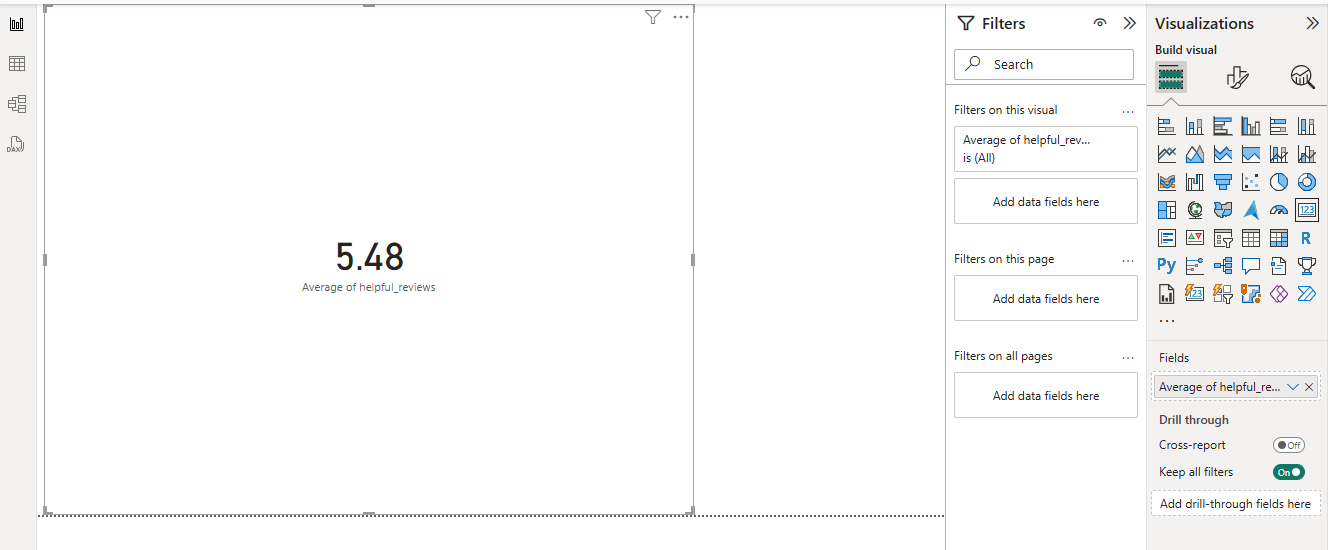 Filters
Visualizations
Build visual
Search
Filters on this visual
...
Average of helpful_rev...
is (All)
Add data fields here
5.48
Average of helpful_reviews
Filters on this page
...
Add data fields here
Filters on all pages
...
Add data fields here
DAX
123
R
Py
123
...
Fields
Average of helpful_re...
Drill through
Cross-report
Off
Keep all filters
On
Add drill-through fields here